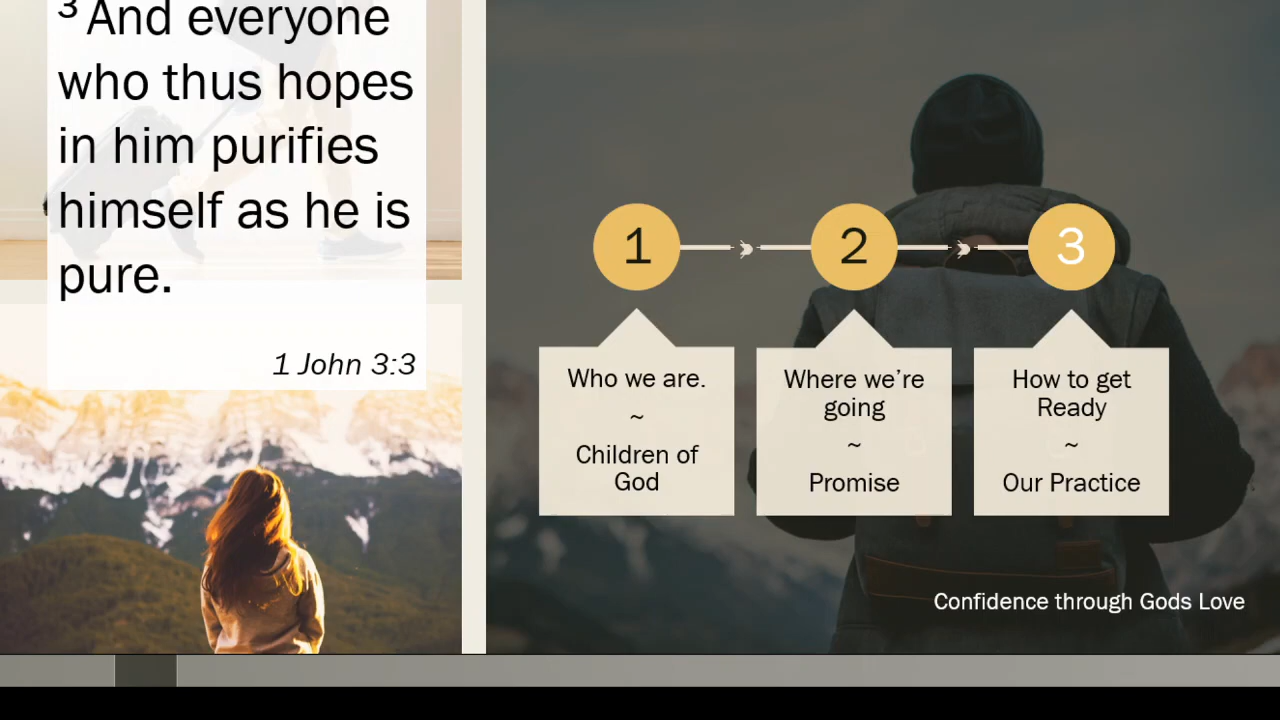 3 And everyone
who thus hopes
in him purifies
himself as he is
pure.
1 John 3:3
1
2
3
Who we are.
~
Children of
God
Where we’re
going
~
Promise
How to get
Ready
~
Our Practice
Confidence through Gods Love